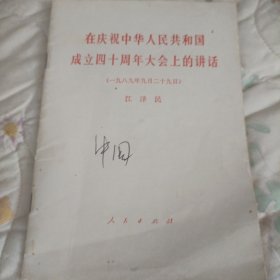 在庆祝中华人民共和国
成立四十周年大会上的讲话
(一九八九年九月二十九日)
江泽民
中国
人民出版社